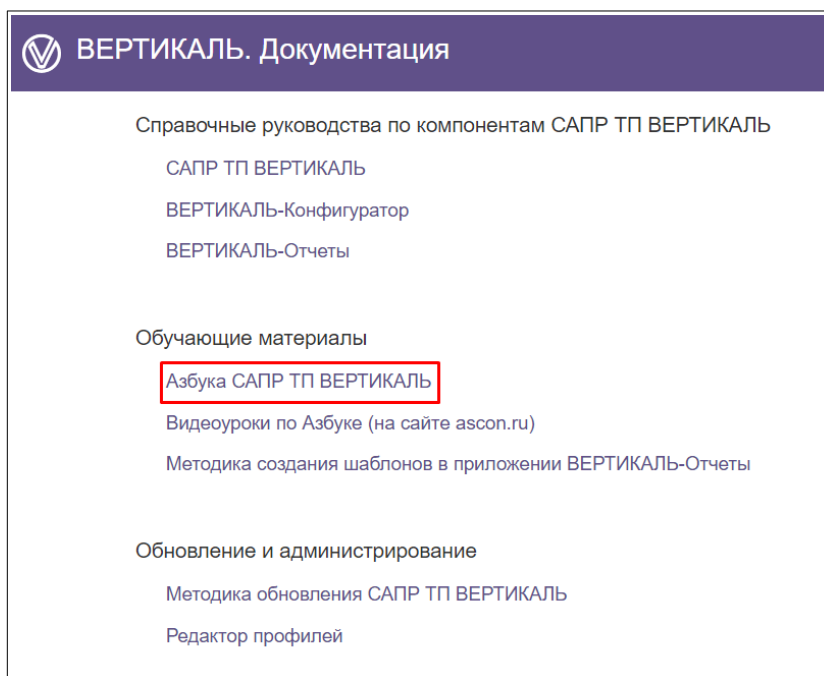 ВЕРТИКАЛЬ. Документация
Справочные руководства по компонентам САПР ТП ВЕРТИКАЛЬ
САПР ТП ВЕРТИКАЛЬ
ВЕРТИКАЛЬ-Конфигуратор
ВЕРТИКАЛЬ-Отчеты
Обучающие материалы
Азбука САПР ТП ВЕРТИКАЛЬ
Видеоуроки по Азбуке (на сайте ascon.ru)
Методика создания шаблонов в приложении ВЕРТИКАЛЬ-Отчеты
Обновление и администрирование
Методика обновления САПР ТП ВЕРТИКАЛЬ
Редактор профилей